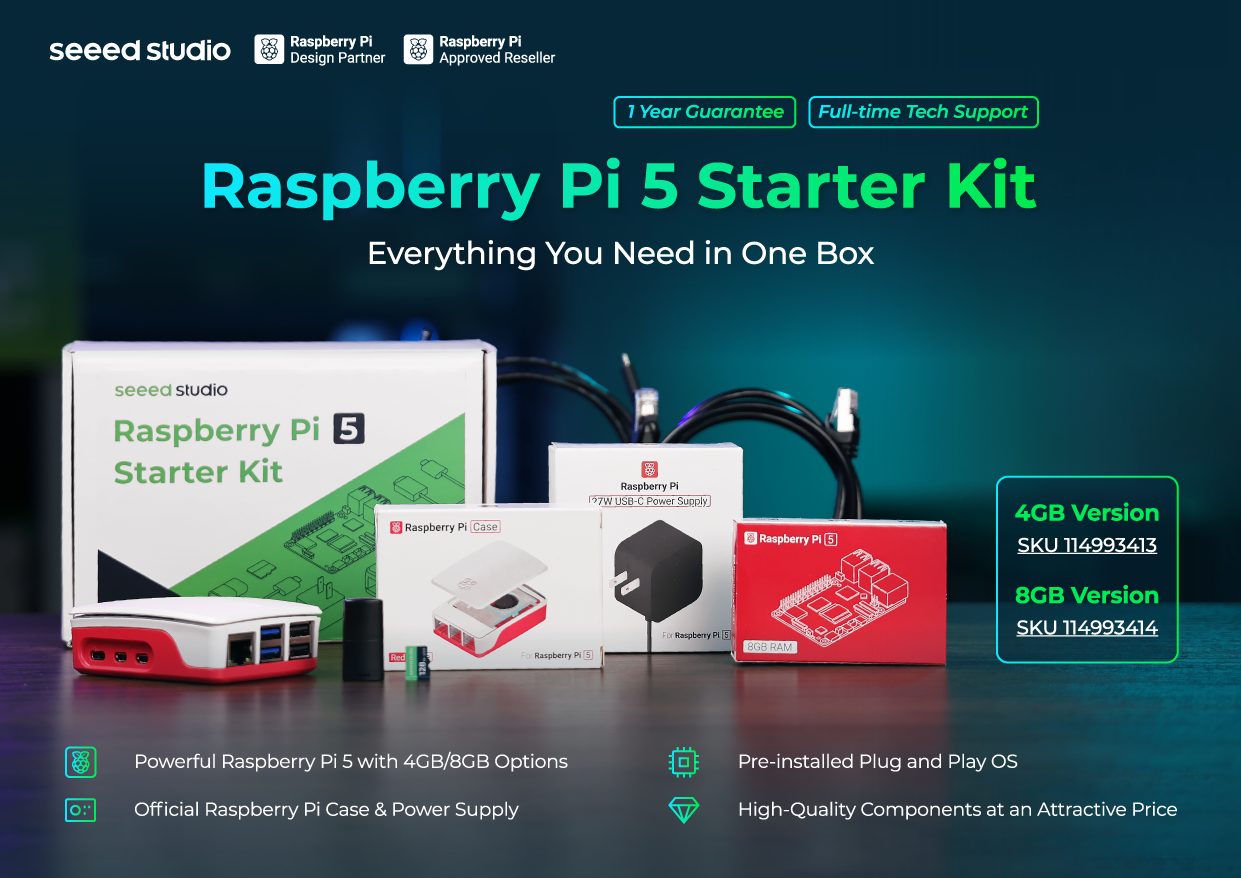 seeed studio
Raspberry Pi
Design Partner
Raspberry Pi
Approved Reseller
1 Year Guarantee
Full-time Tech Support
Raspberry Pi 5 Starter Kit
Everything You Need in One Box
seeed studio
Raspberry Pi 5
Starter Kit
Raspberry Pi
27W USB-C Power Supply
For Raspberry Pi 5
Raspberry Pi Case
Red
For Raspberry Pi 5
Raspberry Pi 5
8GB RAM
4GB Version
SKU 114993413
8GB Version
SKU 114993414
Powerful Raspberry Pi 5 with 4GB/8GB Options
Pre-installed Plug and Play OS
Official Raspberry Pi Case & Power Supply
High-Quality Components at an Attractive Price